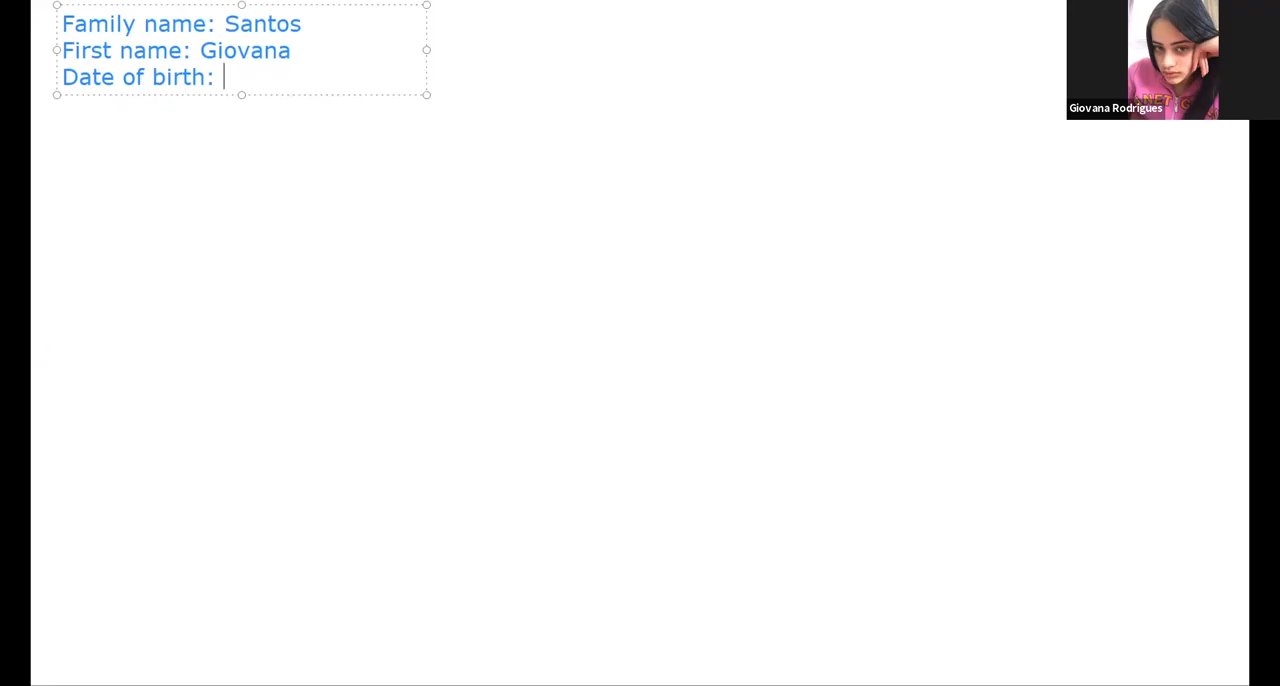 Family name: Santos
First name: Giovana
Date of birth:
Giovana Rodrigues